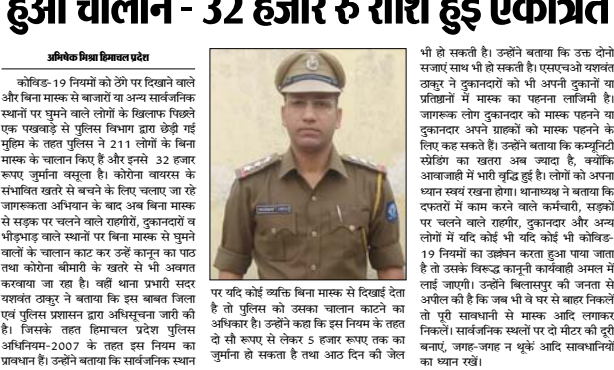 हुआ चालान - 32 हजार रु राशि हुई एकत्रित
अभिषेक मिश्रा हिमाचल प्रदेश
कोविड-19 नियमों को ठेंगे पर दिखाने वाले
और बिना मास्क से बाजारों या अन्य सार्वजनिक
स्थानों पर घुमने वाले लोगों के खिलाफ पिछले
एक पखवाड़े से पुलिस विभाग द्वारा छेड़ी गई
मुहिम के तहत पुलिस ने 211 लोगों के बिना
मास्क के चालान किए हैं और इनसे 32 हजार
रूपए जुर्माना वसूला है। कोरोना वायरस के
संभावित खतरे से बचने के लिए चलाए जा रहे
जागरूकता अभियान के बाद अब बिना मास्क
से सड़क पर चलने वाले राहगीरों, दुकानदारों व
भीड़भाड़ वाले स्थानों पर बिना मास्क से घुमने
वालों के चालान काट कर उन्हें कानून का पाठ
तथा कोरोना बीमारी के खतरे से भी अवगत
करवाया जा रहा है। वहीं थाना प्रभारी सदर
यशवंत ठाकुर ने बताया कि इस बाबत जिला
एवं पुलिस प्रशासन द्वारा अधिसूचना जारी की
है। जिसके तहत हिमाचल प्रदेश पुलिस
अधिनियम-2007 के तहत इस नियम का
प्रावधान हैं। उन्होंने बताया कि सार्वजनिक स्थान
पर यदि कोई व्यक्ति बिना मास्क से दिखाई देता
है तो पुलिस को उसका चालान काटने का
अधिकार है। उन्होंने कहा कि इस नियम के तहत
दो सौ रूपए से लेकर 5 हजार रूपए तक का
जुर्माना हो सकता है तथा आठ दिन की जेल
भी हो सकती है। उन्होंने बताया कि उक्त दोनो
सजाएं साथ भी हो सकती है। एसएचओ यशवंत
ठाकुर ने दुकानदारों को भी अपनी दुकानों या
प्रतिष्ठानों में मास्क का पहनना लाजिमी है।
जागरूक लोग दुकानदार को मास्क पहनने या
दुकानदार अपने ग्राहकों को मास्क पहनने के
लिए कह सकते हैं। उन्होंने बताया कि कम्यूनिटी
स्प्रेडिंग का खतरा अब ज्यादा है, क्योंकि
आवाजाही में भारी वृद्धि हुई है। लोगों को अपना
ध्यान स्वयं रखना होगा। थानाध्यक्ष ने बताया कि
दफतरों में काम करने वाले कर्मचारी, सड़कों
पर चलने वाले राहगीर, दुकानदार और अन्य
लोगों में यदि कोई भी यदि कोई भी कोविड-
19 नियमों का उल्लंघन करता हुआ पाया जाता
है तो उसके विरूद्ध कानूनी कार्यवाही अमल में
लाई जाएगी। उन्होंने बिलासपुर की जनता से
अपील की है कि जब भी वे घर से बाहर निकलें
तो पूरी सावधानी से मास्क आदि लगाकर
निकलें। सार्वजनिक स्थलों पर दो मीटर की दूरी
बनाएं, जगह-जगह न थूकें आदि सावधानियों
का ध्यान रखें।